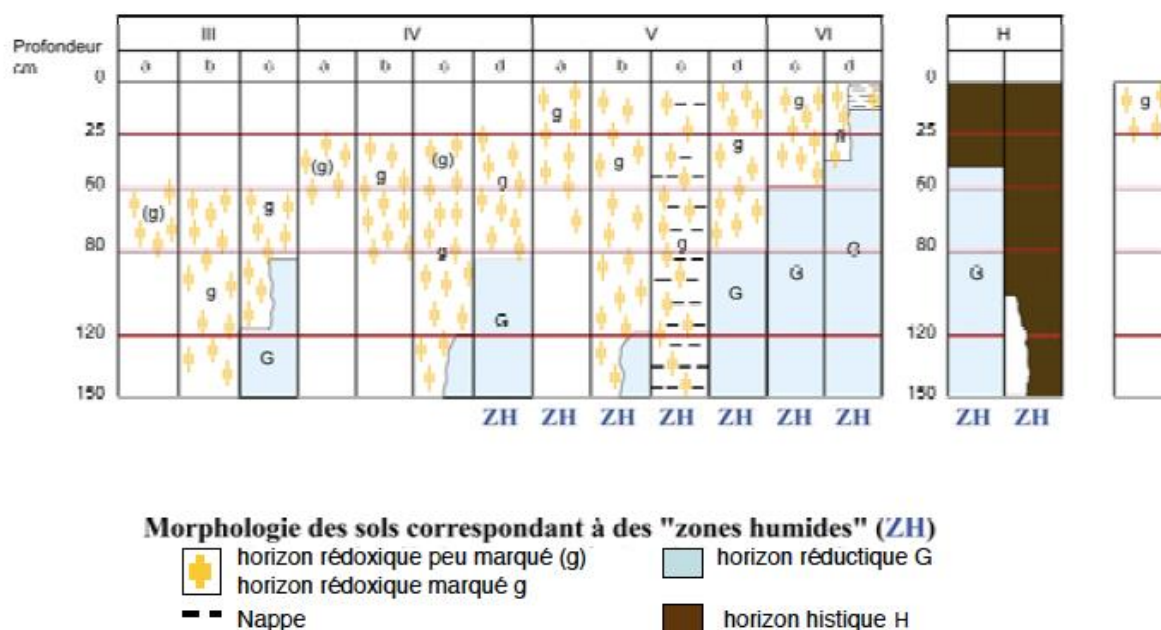 III IV V VI H
Profondeur
cm
a b c a b c d a b c d c d
0 0
g g g
25 25
(g) g (g) g g g
50 50
(g) g g
80 80
g G G G
g G G
120 120
G
150 150
ZH ZH ZH ZH ZH ZH ZH ZH ZH
Morphologie des sols correspondant à des "zones humides" (ZH)
horizon rédoxique peu marqué (g) horizon réductique G
horizon rédoxique marqué g
Nappe horizon histique H